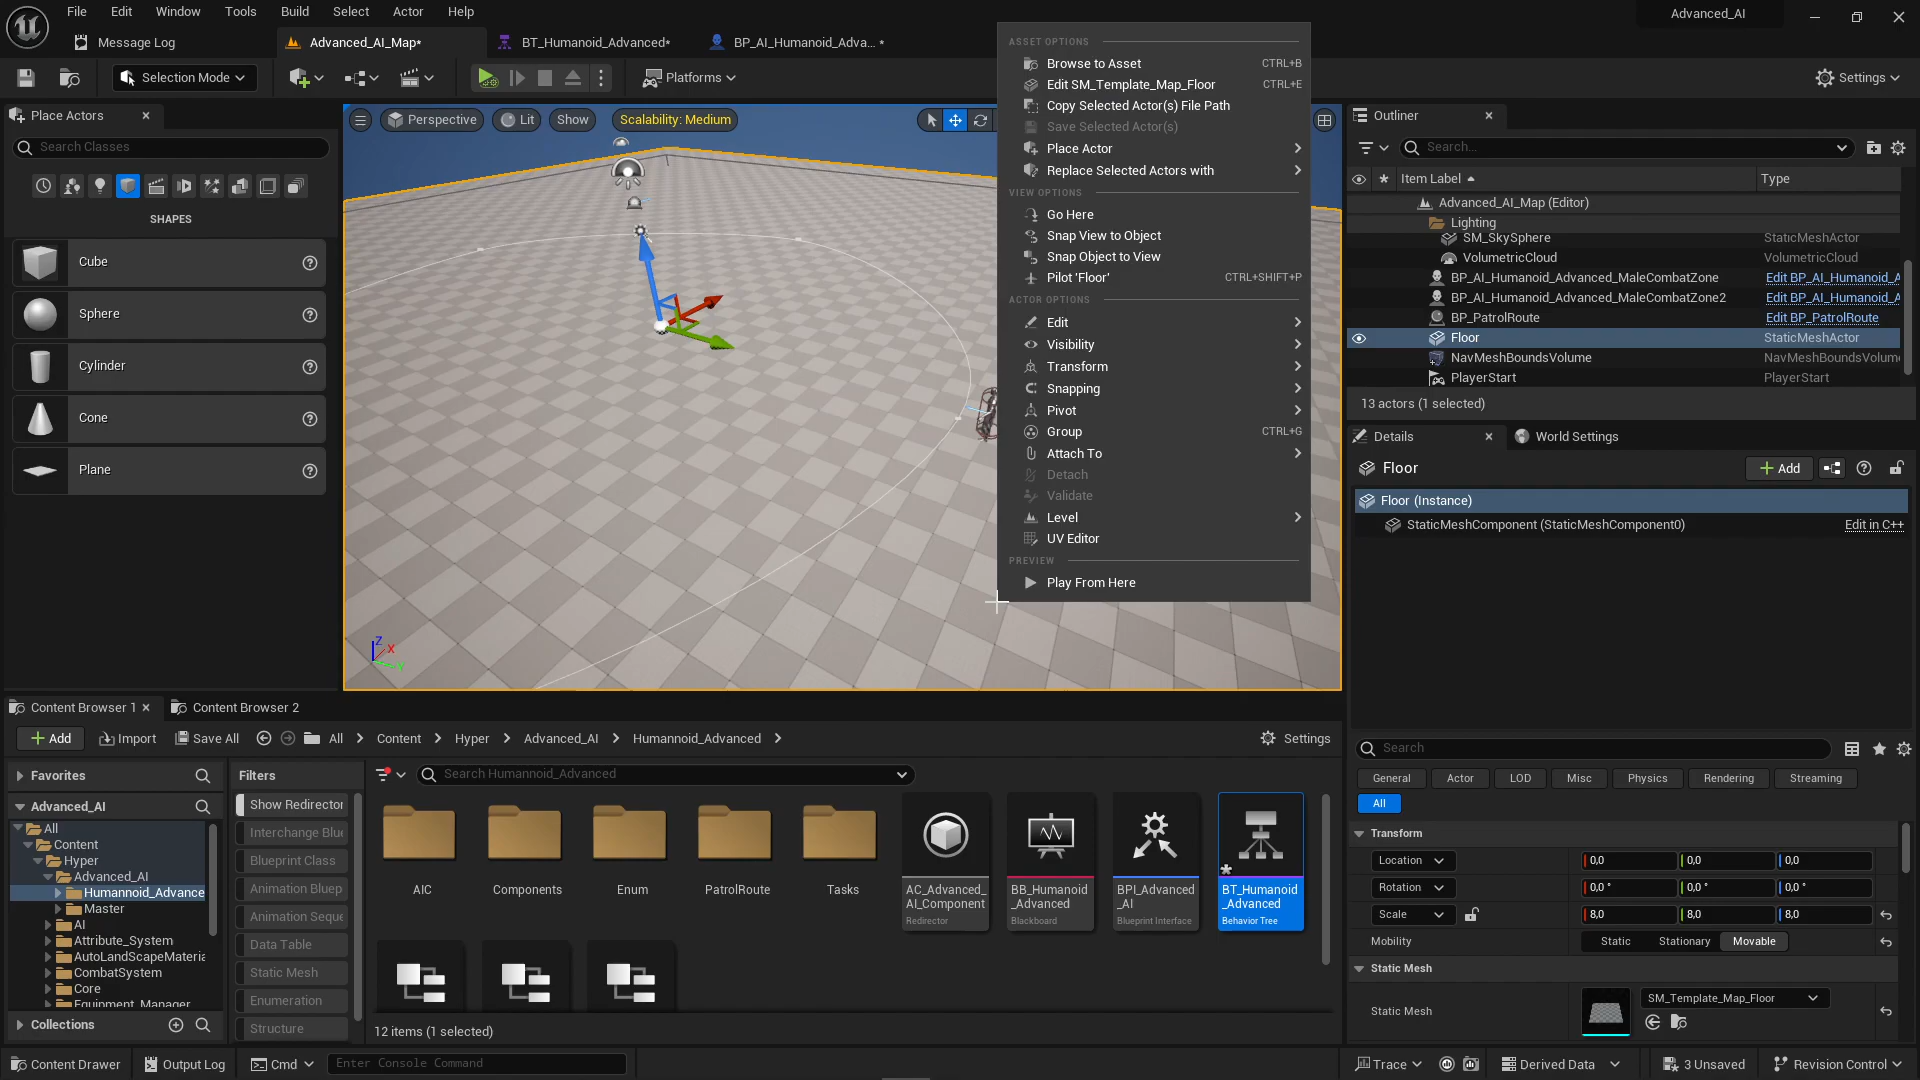 File Edit Window Tools Build Select Actor Help
Advanced_AI
Message Log
Advanced_AI_Map*
BT_Humanoid_Advanced*
BP_AI_Humanoid_Adva... *
Selection Mode
Platforms
Settings
Place Actors
Search Classes
SHAPES
Cube
Sphere
Cylinder
Cone
Plane
Perspective
Lit
Show
Scalability: Medium
Z
X
Y
ASSET OPTIONS
Browse to Asset CTRL+B
Edit SM_Template_Map_Floor CTRL+E
Copy Selected Actor(s) File Path
Save Selected Actor(s)
Place Actor
Replace Selected Actors with
VIEW OPTIONS
Go Here
Snap View to Object
Snap Object to View
Pilot 'Floor' CTRL+SHIFT+P
ACTOR OPTIONS
Edit
Visibility
Transform
Snapping
Pivot
Group CTRL+G
Attach To
Detach
Validate
Level
UV Editor
PREVIEW
Play From Here
Outliner
Search...
Item Label Type
Advanced_AI_Map (Editor)
Lighting
SM_SkySphere StaticMeshActor
VolumetricCloud VolumetricCloud
BP_AI_Humanoid_Advanced_MaleCombatZone Edit BP_AI_Humanoid_A
BP_AI_Humanoid_Advanced_MaleCombatZone2 Edit BP_AI_Humanoid_A
BP_PatrolRoute Edit BP_PatrolRoute
Floor StaticMeshActor
NavMeshBoundsVolume NavMeshBoundsVolume
PlayerStart PlayerStart
13 actors (1 selected)
Details
World Settings
Floor
Add
Floor (Instance)
StaticMeshComponent (StaticMeshComponent0) Edit in C++
Search
General Actor LOD Misc Physics Rendering Streaming
All
Transform
Location 0,0 0,0 0,0
Rotation 0,0 ° 0,0 ° 0,0 °
Scale 8,0 8,0 8,0
Mobility Static Stationary Movable
Static Mesh
Static Mesh SM_Template_Map_Floor
Content Browser 1
Content Browser 2
Add Import Save All All Content Hyper Advanced_AI Humannoid_Advanced Settings
Favorites
Advanced_AI
All
Content
Hyper
Advanced_AI
Humannoid_Advance
Master
AI
Attribute_System
AutoLandScapeMateria
CombatSystem
Core
Equipment_Manager
Collections
Filters
Show Redirector
Interchange Blue
Blueprint Class
Animation Bluep
Animation Seque
Data Table
Static Mesh
Enumeration
Structure
Search Humannoid_Advanced
AIC
Components
Enum
PatrolRoute
Tasks
AC_Advanced_
AI_Component
Redirector
BB_Humanoid
_Advanced
Blackboard
BPI_Advanced
_AI
Blueprint Interface
BT_Humanoid
_Advanced
Behavior Tree
12 items (1 selected)
Content Drawer
Output Log
Cmd
Enter Console Command
Trace
Derived Data
3 Unsaved
Revision Control